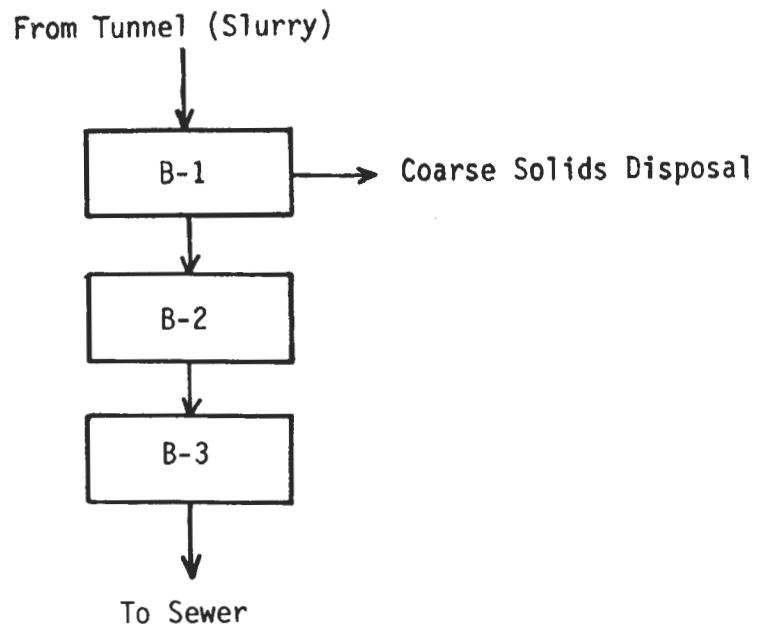 From Tunnel (Slurry)
B-1
Coarse Solids Disposal
B-2
B-3
To Sewer